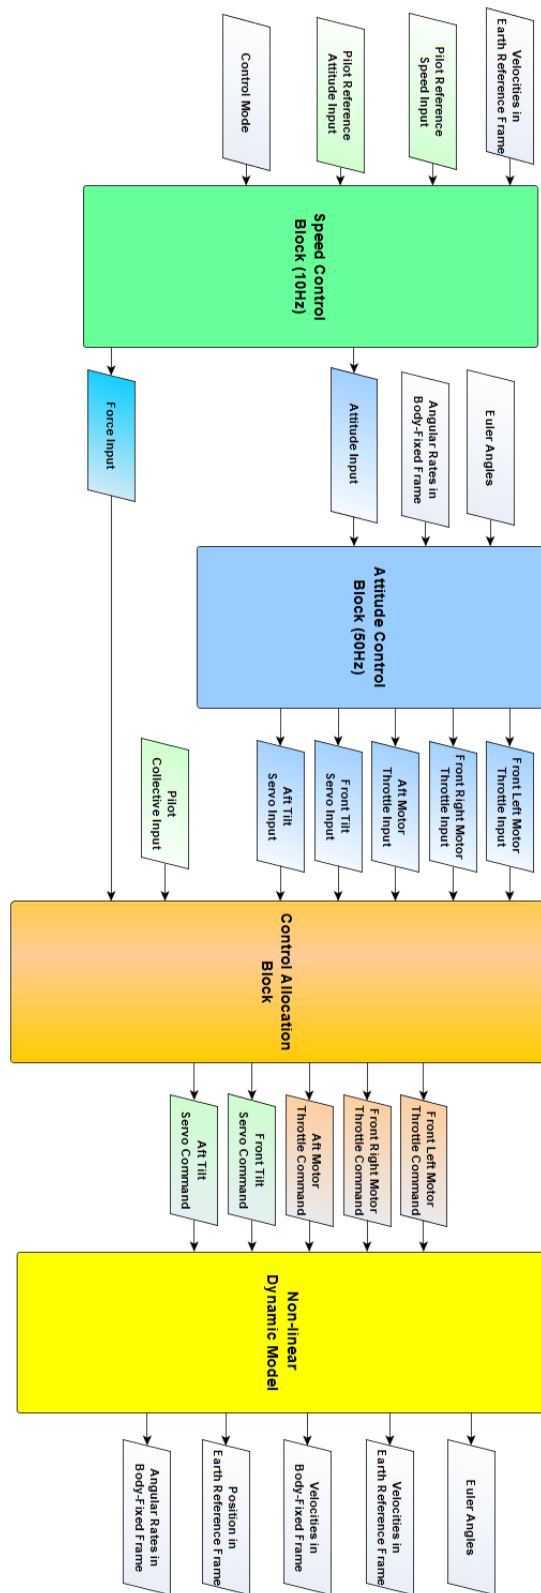 Velocities in
Earth Reference Frame
Pilot Reference
Speed Input
Pilot Reference
Attitude Input
Control Mode
Speed Control
Block (10Hz)
Euler Angles
Angular Rates in
Body-Fixed Frame
Attitude Input
Force Input
Attitude Control
Block (50Hz)
Front Left Motor
Throttle Input
Front Right Motor
Throttle Input
Aft Motor
Throttle Input
Front Tilt
Servo Input
Aft Tilt
Servo Input
Pilot
Collective Input
Control Allocation
Block
Front Left Motor
Throttle Command
Front Right Motor
Throttle Command
Aft Motor
Throttle Command
Front Tilt
Servo Command
Aft Tilt
Servo Command
Non-linear
Dynamic Model
Euler Angles
Velocities in
Earth Reference Frame
Velocities in
Body-Fixed Frame
Position in
Earth Reference Frame
Angular Rates in
Body-Fixed Frame